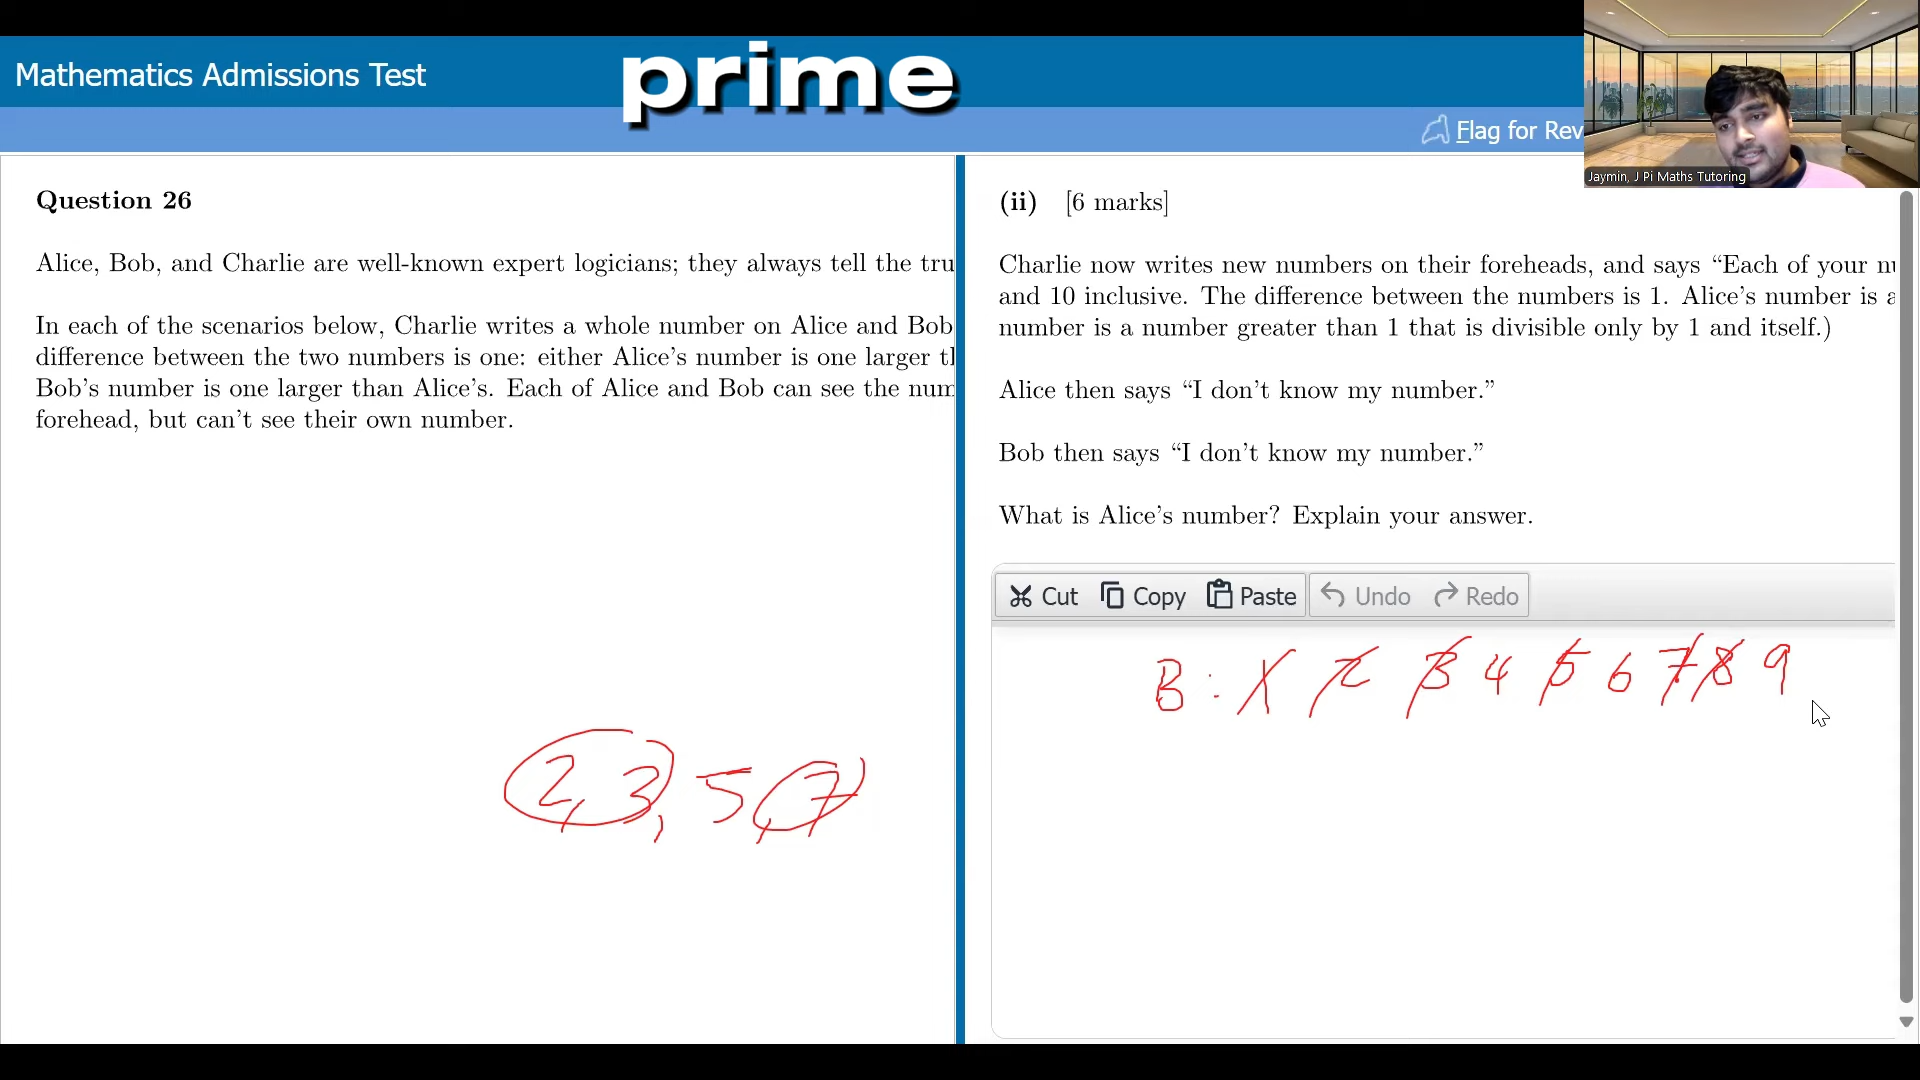 Mathematics Admissions Test
prime
Flag for Rev
Jaymin, J Pi Maths Tutoring
Question 26
Alice, Bob, and Charlie are well-known expert logicians; they always tell the tru
In each of the scenarios below, Charlie writes a whole number on Alice and Bob
difference between the two numbers is one: either Alice's number is one larger th
Bob's number is one larger than Alice's. Each of Alice and Bob can see the num
forehead, but can't see their own number.
2, 3, 5, 7
(ii) [6 marks]
Charlie now writes new numbers on their foreheads, and says “Each of your nu
and 10 inclusive. The difference between the numbers is 1. Alice's number is a
number is a number greater than 1 that is divisible only by 1 and itself.)
Alice then says “I don't know my number.”
Bob then says “I don't know my number.”
What is Alice's number? Explain your answer.
Cut Copy Paste Undo Redo
B: 1 2 3 4 5 6 7 8 9